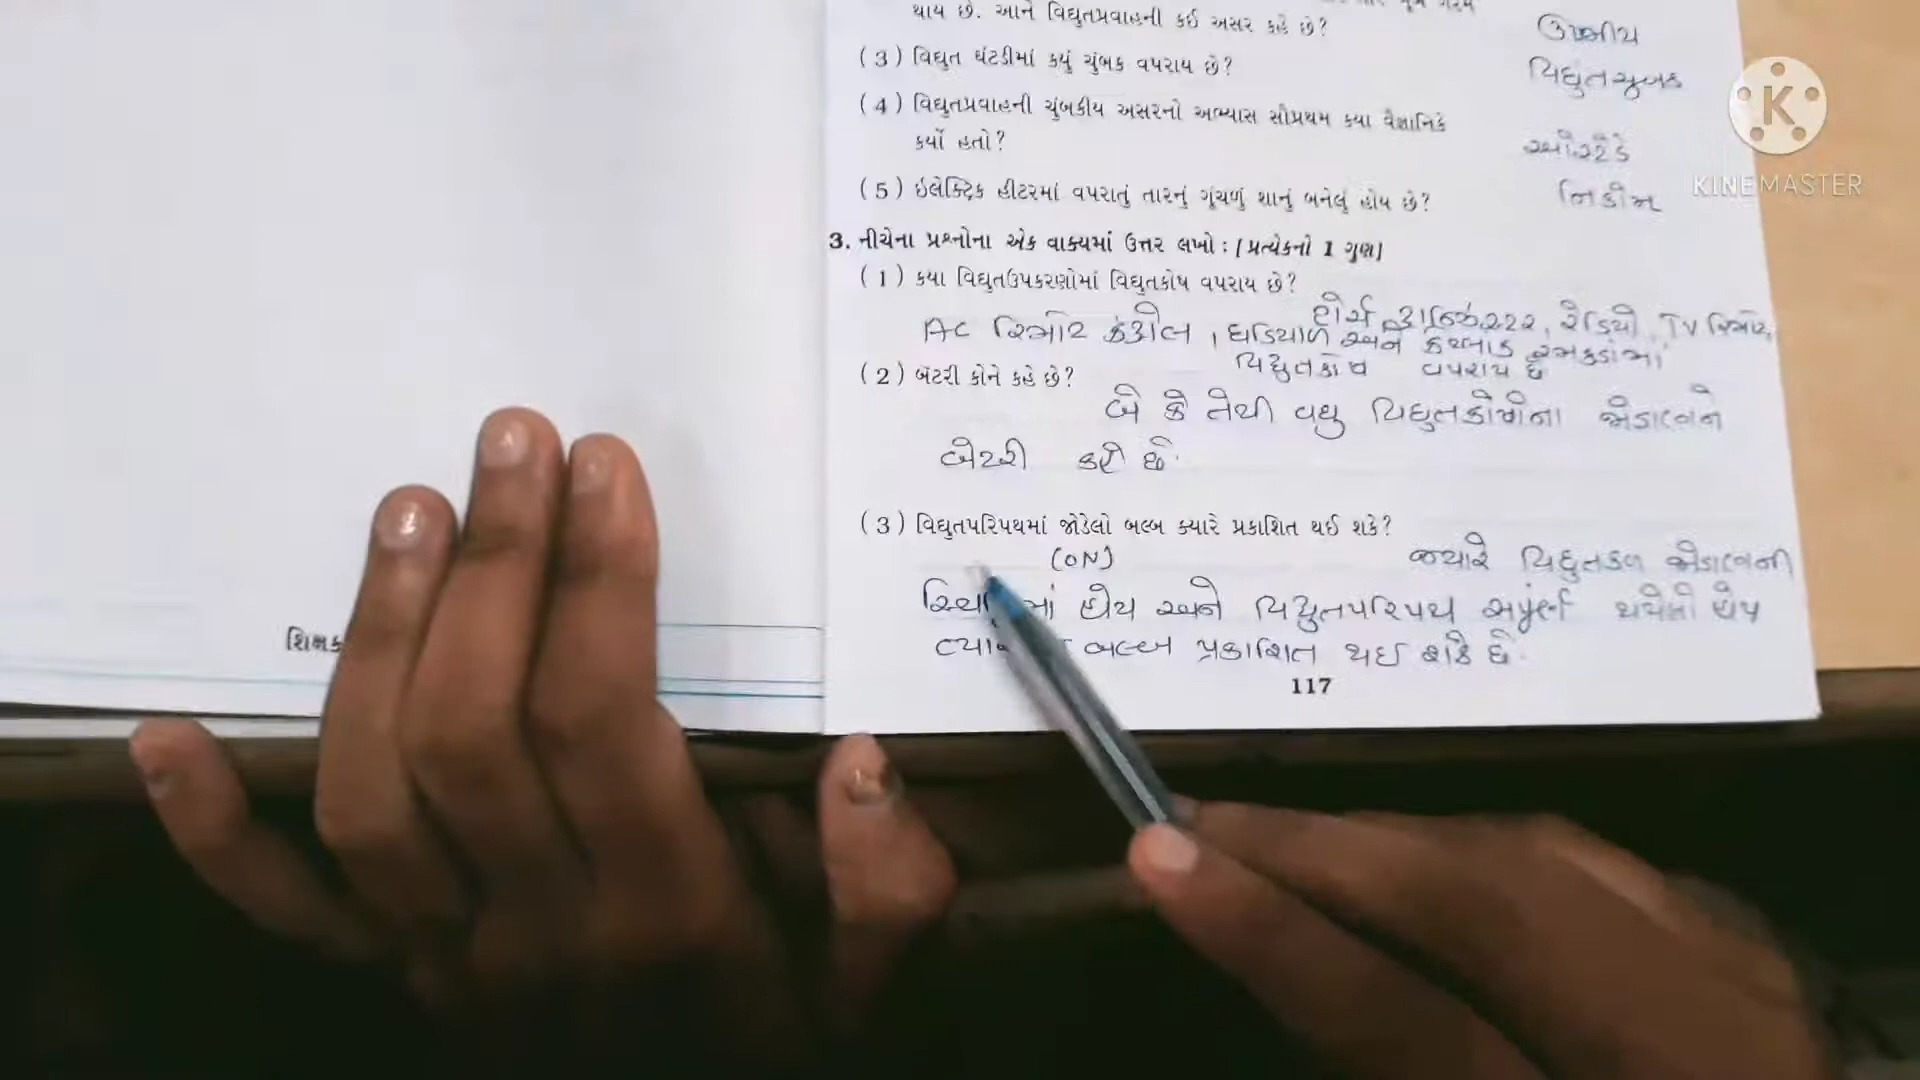 થાય છે. આને વિદ્યુતપ્રવાહની કઈ અસર કહે છે?
ઉષ્મીય
(3) વિદ્યુત ઘંટડીમાં કયું ચુંબક વપરાય છે?
વિદ્યુતચુંબક
(4) વિદ્યુતપ્રવાહની ચુંબકીય અસરનો અભ્યાસ સૌપ્રથમ કયા વૈજ્ઞાનિકે
કર્યો હતો?
ઓસ્ટેડે
(5) ઇલેક્ટ્રિક હીટરમાં વપરાતું તારનું ગૂંચળું શાનું બનેલું હોય છે?
નિક્રોમ
3. નીચેના પ્રશ્નોના એક વાક્યમાં ઉત્તર લખો : [પ્રત્યેકનો 1 ગુણ]
(1) કયા વિદ્યુતઉપકરણોમાં વિદ્યુતકોષ વપરાય છે?
ટોર્ચ, રેડિયો, TV રિમોટ,
AC રિમોટ કંટ્રોલ, ઘડિયાળ અને કેટલાક રમકડાંમાં
વિદ્યુતકોષ વપરાય છે
(2) બૅટરી કોને કહે છે?
બે કે તેથી વધુ વિદ્યુતકોષોના જોડાણને
બેટરી કહે છે.
(3) વિદ્યુતપરિપથમાં જોડેલો બલ્બ ક્યારે પ્રકાશિત થઈ શકે?
(ON) જ્યારે વિદ્યુતકળ જોડાણની
હોય અને વિદ્યુતપરિપથ સંપૂર્ણ થયેલો હોય
બલ્બ પ્રકાશિત થઈ શકે છે.
117
શિક્ષક
K
KINEMASTER